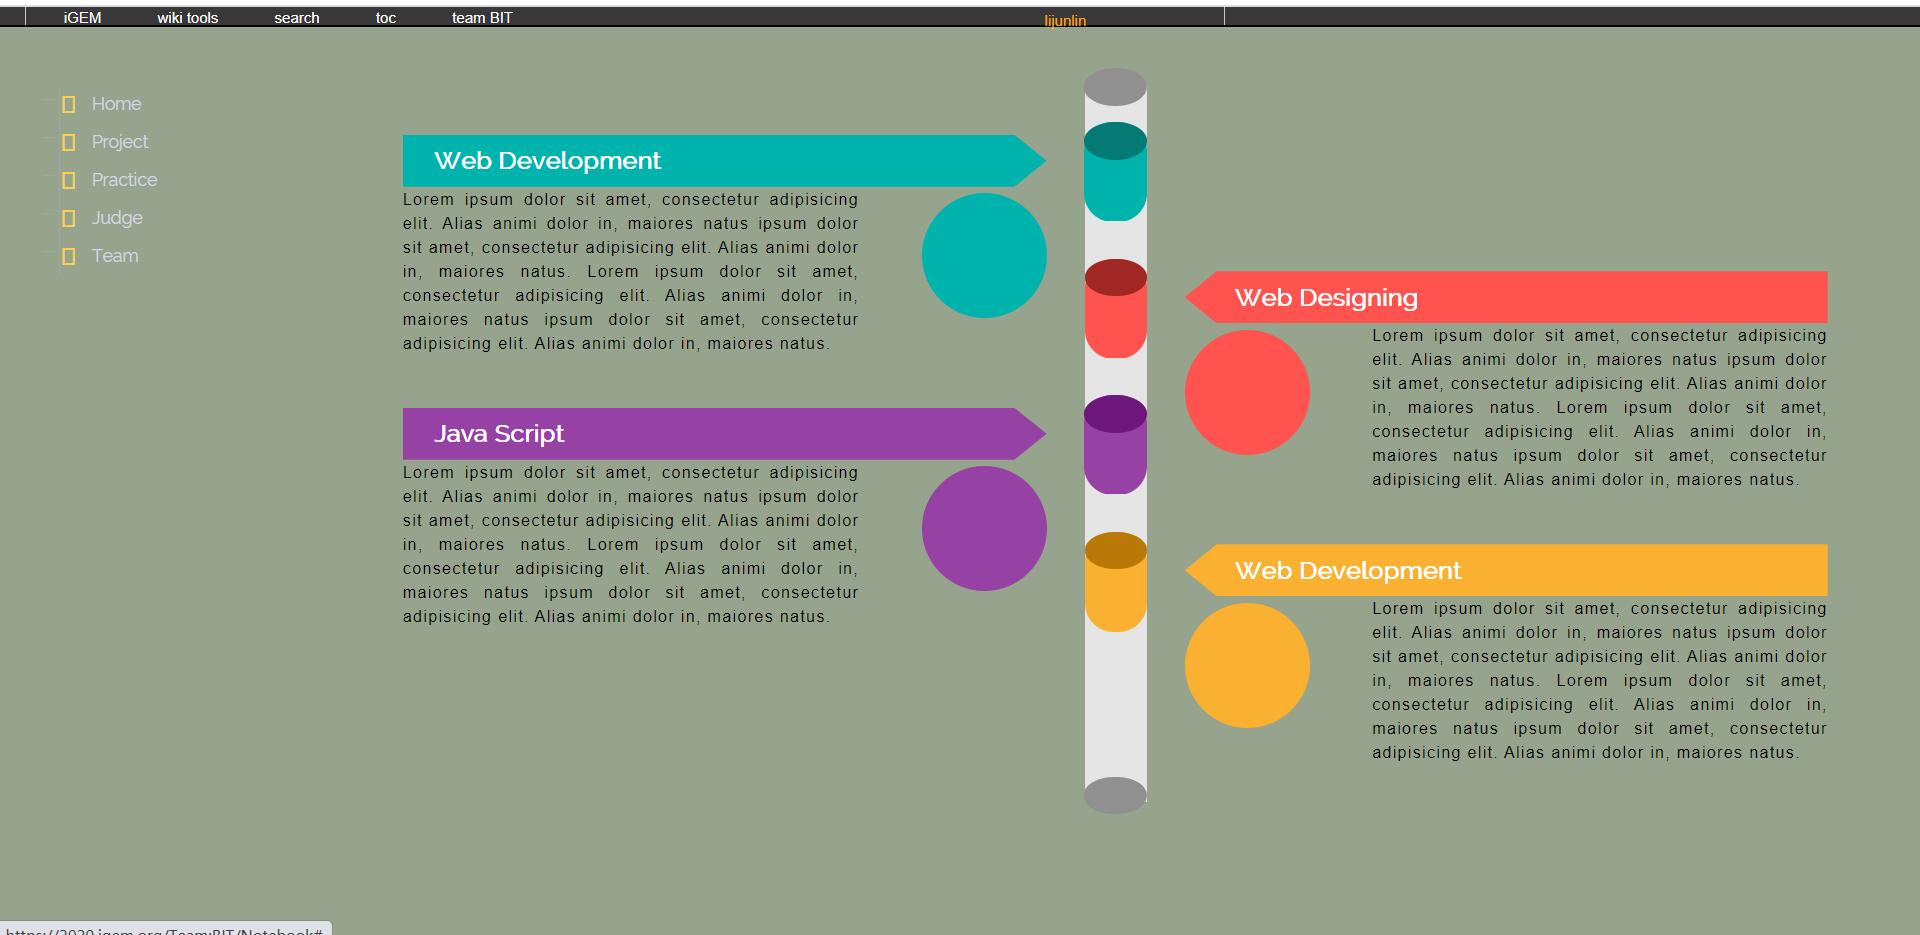 iGEM wiki tools search toc team BIT lijunlin
Home
Project
Practice
Judge
Team
Web Development
Lorem ipsum dolor sit amet, consectetur adipisicing
elit. Alias animi dolor in, maiores natus ipsum dolor
sit amet, consectetur adipisicing elit. Alias animi dolor
in, maiores natus. Lorem ipsum dolor sit amet,
consectetur adipisicing elit. Alias animi dolor in,
maiores natus ipsum dolor sit amet, consectetur
adipisicing elit. Alias animi dolor in, maiores natus.
Web Designing
Lorem ipsum dolor sit amet, consectetur adipisicing
elit. Alias animi dolor in, maiores natus ipsum dolor
sit amet, consectetur adipisicing elit. Alias animi dolor
in, maiores natus. Lorem ipsum dolor sit amet,
consectetur adipisicing elit. Alias animi dolor in,
maiores natus ipsum dolor sit amet, consectetur
adipisicing elit. Alias animi dolor in, maiores natus.
Java Script
Lorem ipsum dolor sit amet, consectetur adipisicing
elit. Alias animi dolor in, maiores natus ipsum dolor
sit amet, consectetur adipisicing elit. Alias animi dolor
in, maiores natus. Lorem ipsum dolor sit amet,
consectetur adipisicing elit. Alias animi dolor in,
maiores natus ipsum dolor sit amet, consectetur
adipisicing elit. Alias animi dolor in, maiores natus.
Web Development
Lorem ipsum dolor sit amet, consectetur adipisicing
elit. Alias animi dolor in, maiores natus ipsum dolor
sit amet, consectetur adipisicing elit. Alias animi dolor
in, maiores natus. Lorem ipsum dolor sit amet,
consectetur adipisicing elit. Alias animi dolor in,
maiores natus ipsum dolor sit amet, consectetur
adipisicing elit. Alias animi dolor in, maiores natus.
https://2020.igem.org/Team:BIT/Notebook#